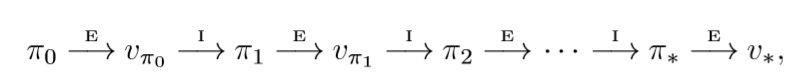 π₀ —E→ v_π₀ —I→ π₁ —E→ v_π₁ —I→ π₂ —E→ ⋯ —I→ π_* —E→ v_*,